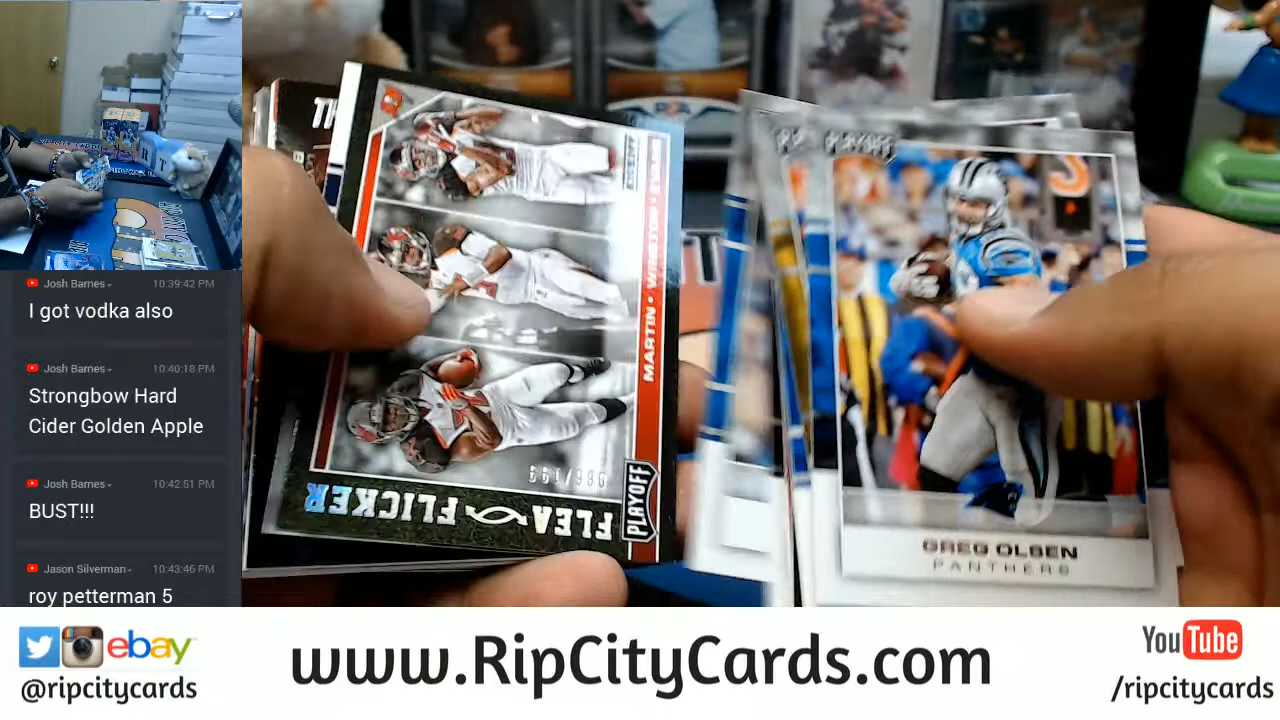 Josh Barnes 10:39:42 PM
I got vodka also
Josh Barnes 10:40:18 PM
Strongbow Hard
Cider Golden Apple
Josh Barnes 10:42:51 PM
BUST!!!
Jason Silverman 10:43:46 PM
roy petterman 5
PLAYOFF
FLEA FLICKER
MARTIN • WINSTON •
PLAYOFF
GREG OLSEN
PANTHERS
ebay
@ripcitycards
www.RipCityCards.com
YouTube
/ripcitycards